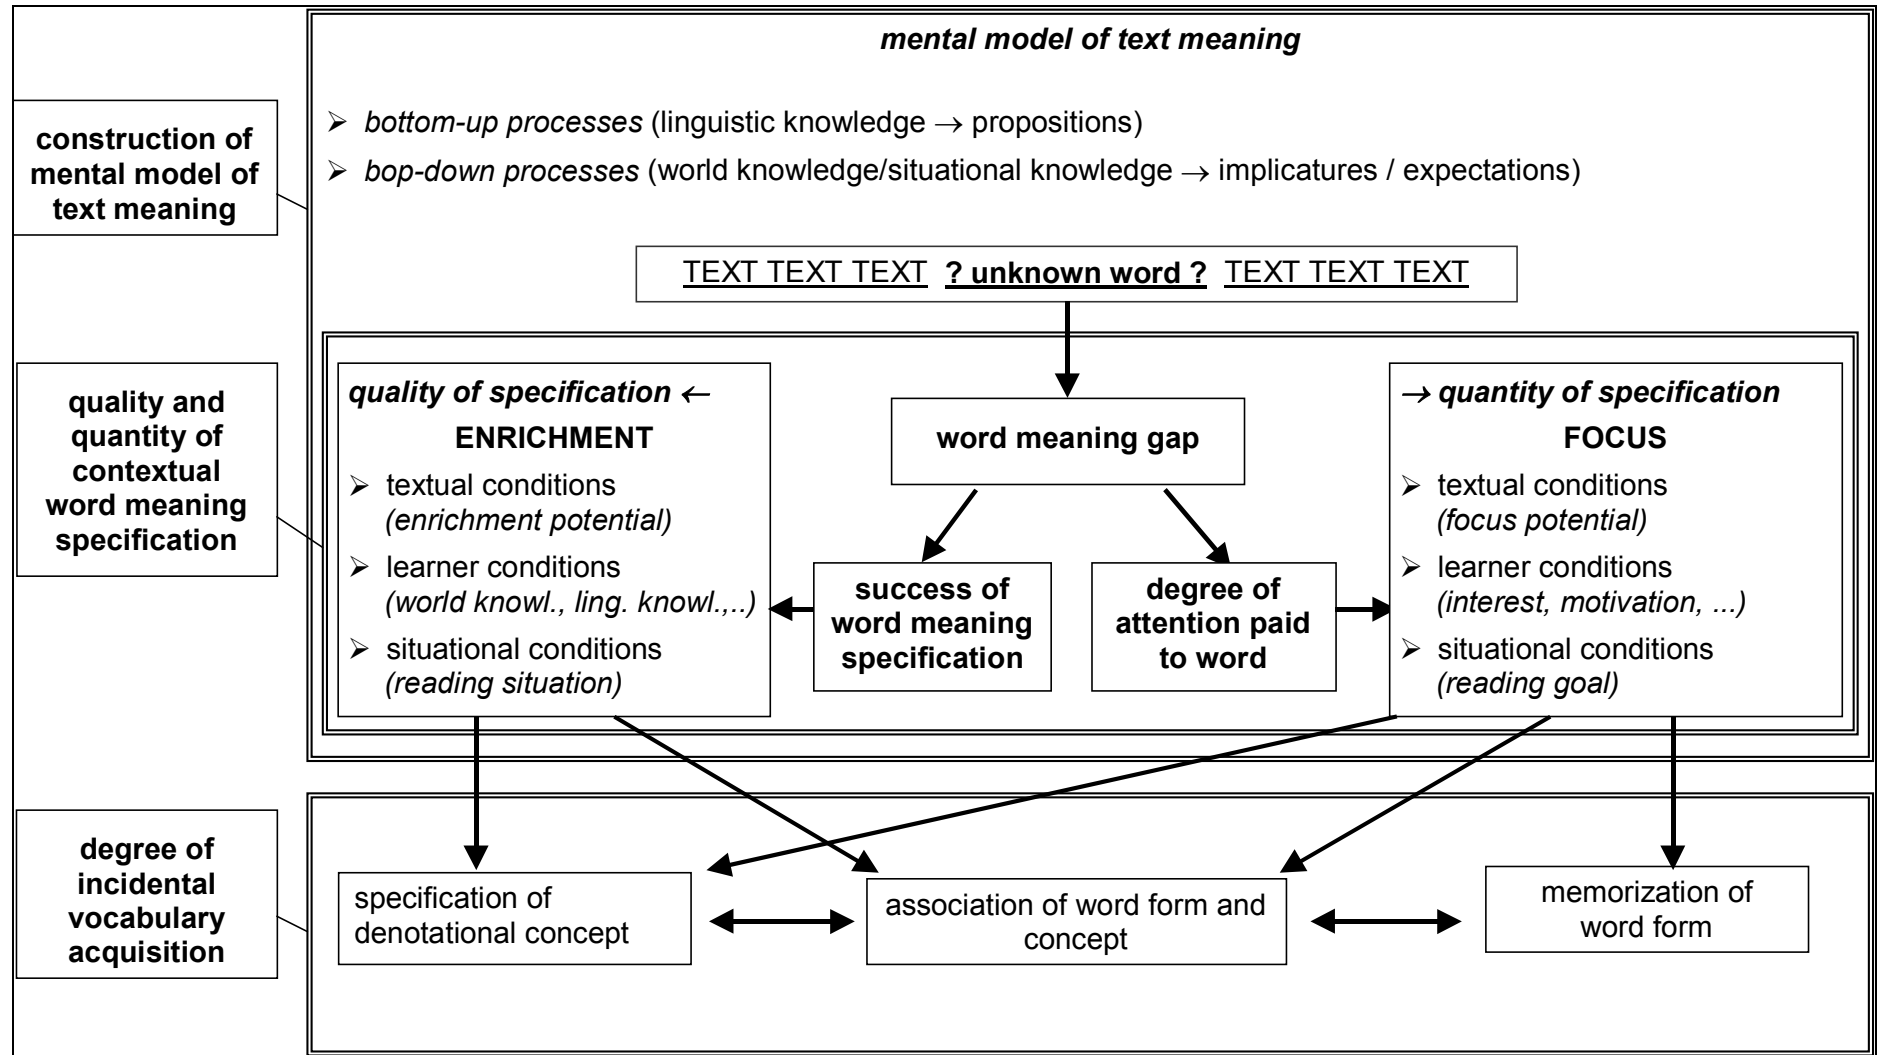 mental model of text meaning
construction of
mental model of
text meaning
➢ bottom-up processes (linguistic knowledge → propositions)
➢ bop-down processes (world knowledge/situational knowledge → implicatures / expectations)
TEXT TEXT TEXT ? unknown word ? TEXT TEXT TEXT
quality and
quantity of
contextual
word meaning
specification
quality of specification ←
ENRICHMENT
➢ textual conditions
(enrichment potential)
➢ learner conditions
(world knowl., ling. knowl.,..)
➢ situational conditions
(reading situation)
word meaning gap
success of
word meaning
specification
degree of
attention paid
to word
→ quantity of specification
FOCUS
➢ textual conditions
(focus potential)
➢ learner conditions
(interest, motivation, ...)
➢ situational conditions
(reading goal)
degree of
incidental
vocabulary
acquisition
specification of
denotational concept
association of word form and
concept
memorization of
word form